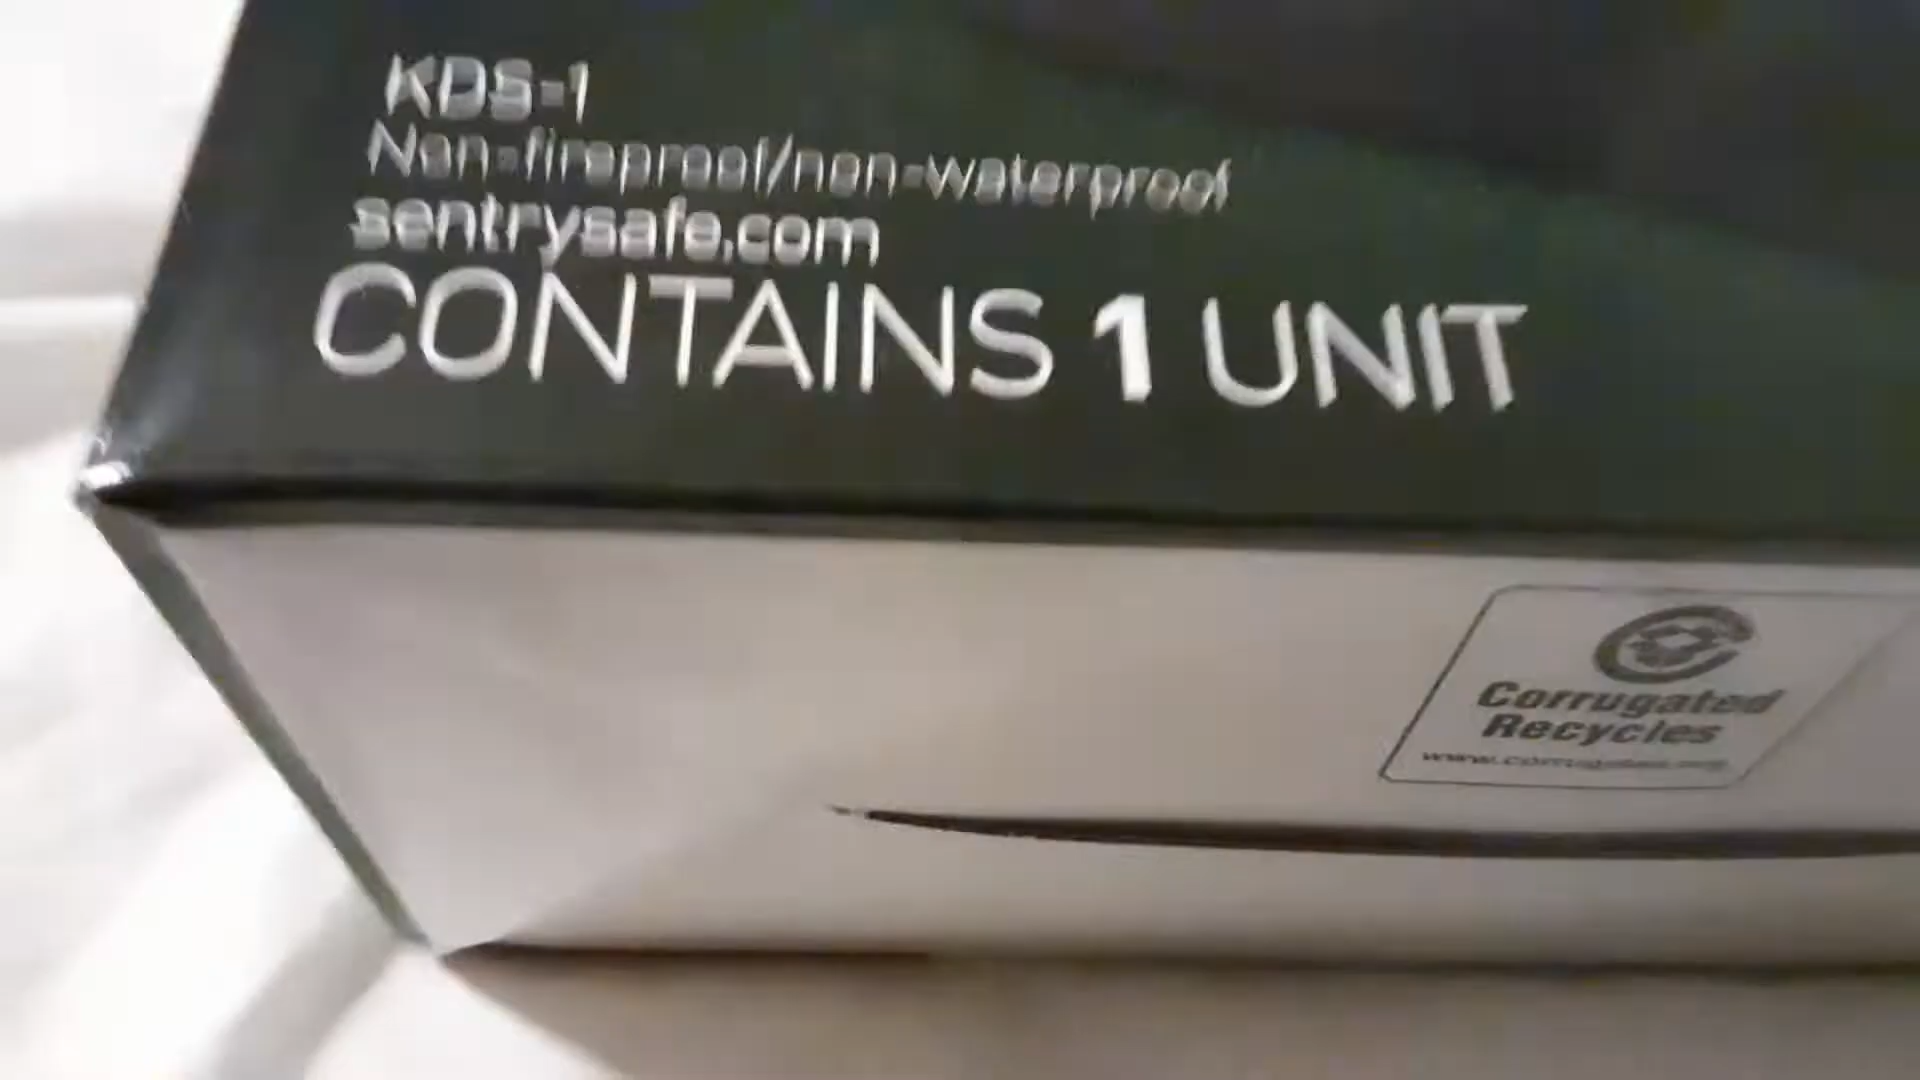 KDS-1
Non-fireproof/non-waterproof
sentrysafe.com
CONTAINS 1 UNIT
Corrugated
Recycles